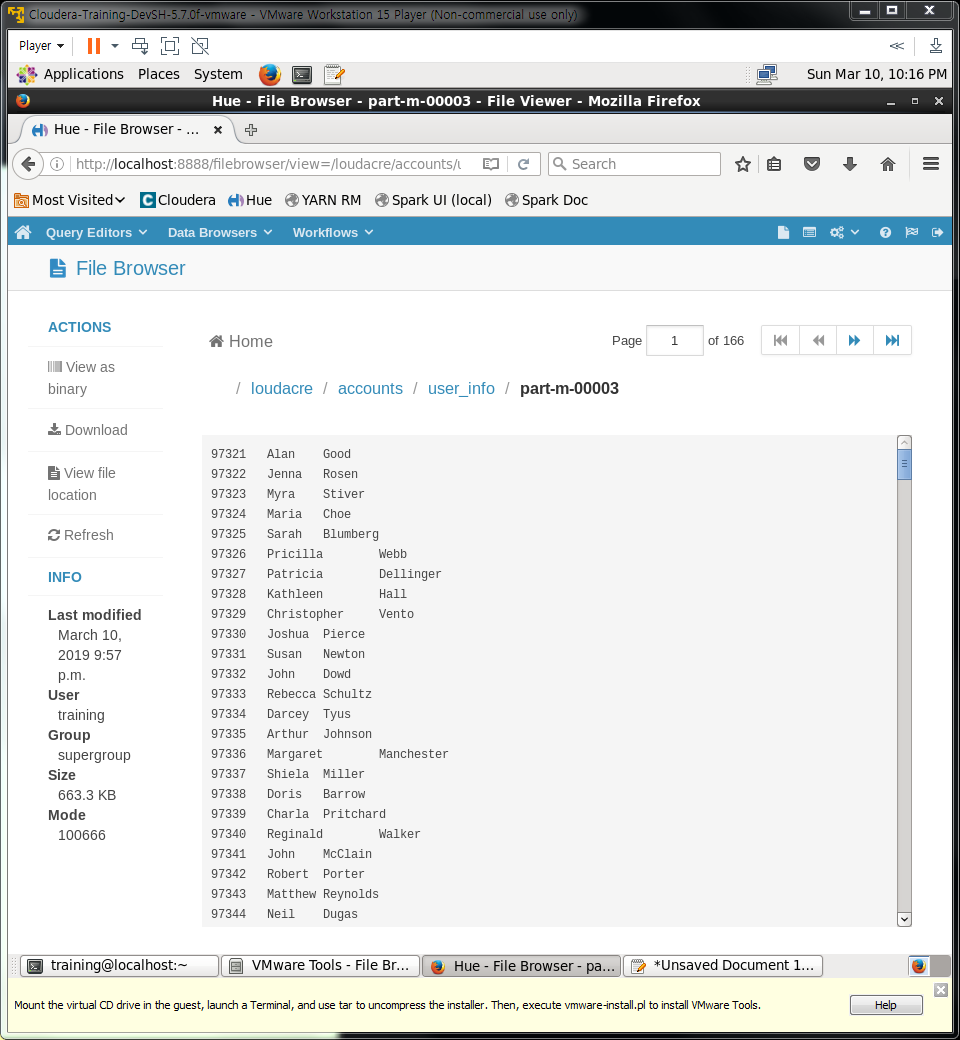 Cloudera-Training-DevSH-5.7.0f-vmware - VMware Workstation 15 Player (Non-commercial use only)
Player
Applications Places System Sun Mar 10, 10:16 PM
Hue - File Browser - part-m-00003 - File Viewer - Mozilla Firefox
Hue - File Browser - ...
http://localhost:8888/filebrowser/view=/loudacre/accounts/u Search
Most Visited Cloudera Hue YARN RM Spark UI (local) Spark Doc
Query Editors Data Browsers Workflows
File Browser
ACTIONS
View as
binary
Download
View file
location
Refresh
INFO
Last modified
March 10,
2019 9:57
p.m.
User
training
Group
supergroup
Size
663.3 KB
Mode
100666
Home Page 1 of 166
/ loudacre / accounts / user_info / part-m-00003
97321 Alan Good
97322 Jenna Rosen
97323 Myra Stiver
97324 Maria Choe
97325 Sarah Blumberg
97326 Pricilla Webb
97327 Patricia Dellinger
97328 Kathleen Hall
97329 Christopher Vento
97330 Joshua Pierce
97331 Susan Newton
97332 John Dowd
97333 Rebecca Schultz
97334 Darcey Tyus
97335 Arthur Johnson
97336 Margaret Manchester
97337 Shiela Miller
97338 Doris Barrow
97339 Charla Pritchard
97340 Reginald Walker
97341 John McClain
97342 Robert Porter
97343 Matthew Reynolds
97344 Neil Dugas
training@localhost:~ VMware Tools - File Br... Hue - File Browser - pa... *Unsaved Document 1...
Mount the virtual CD drive in the guest, launch a Terminal, and use tar to uncompress the installer. Then, execute vmware-install.pl to install VMware Tools. Help